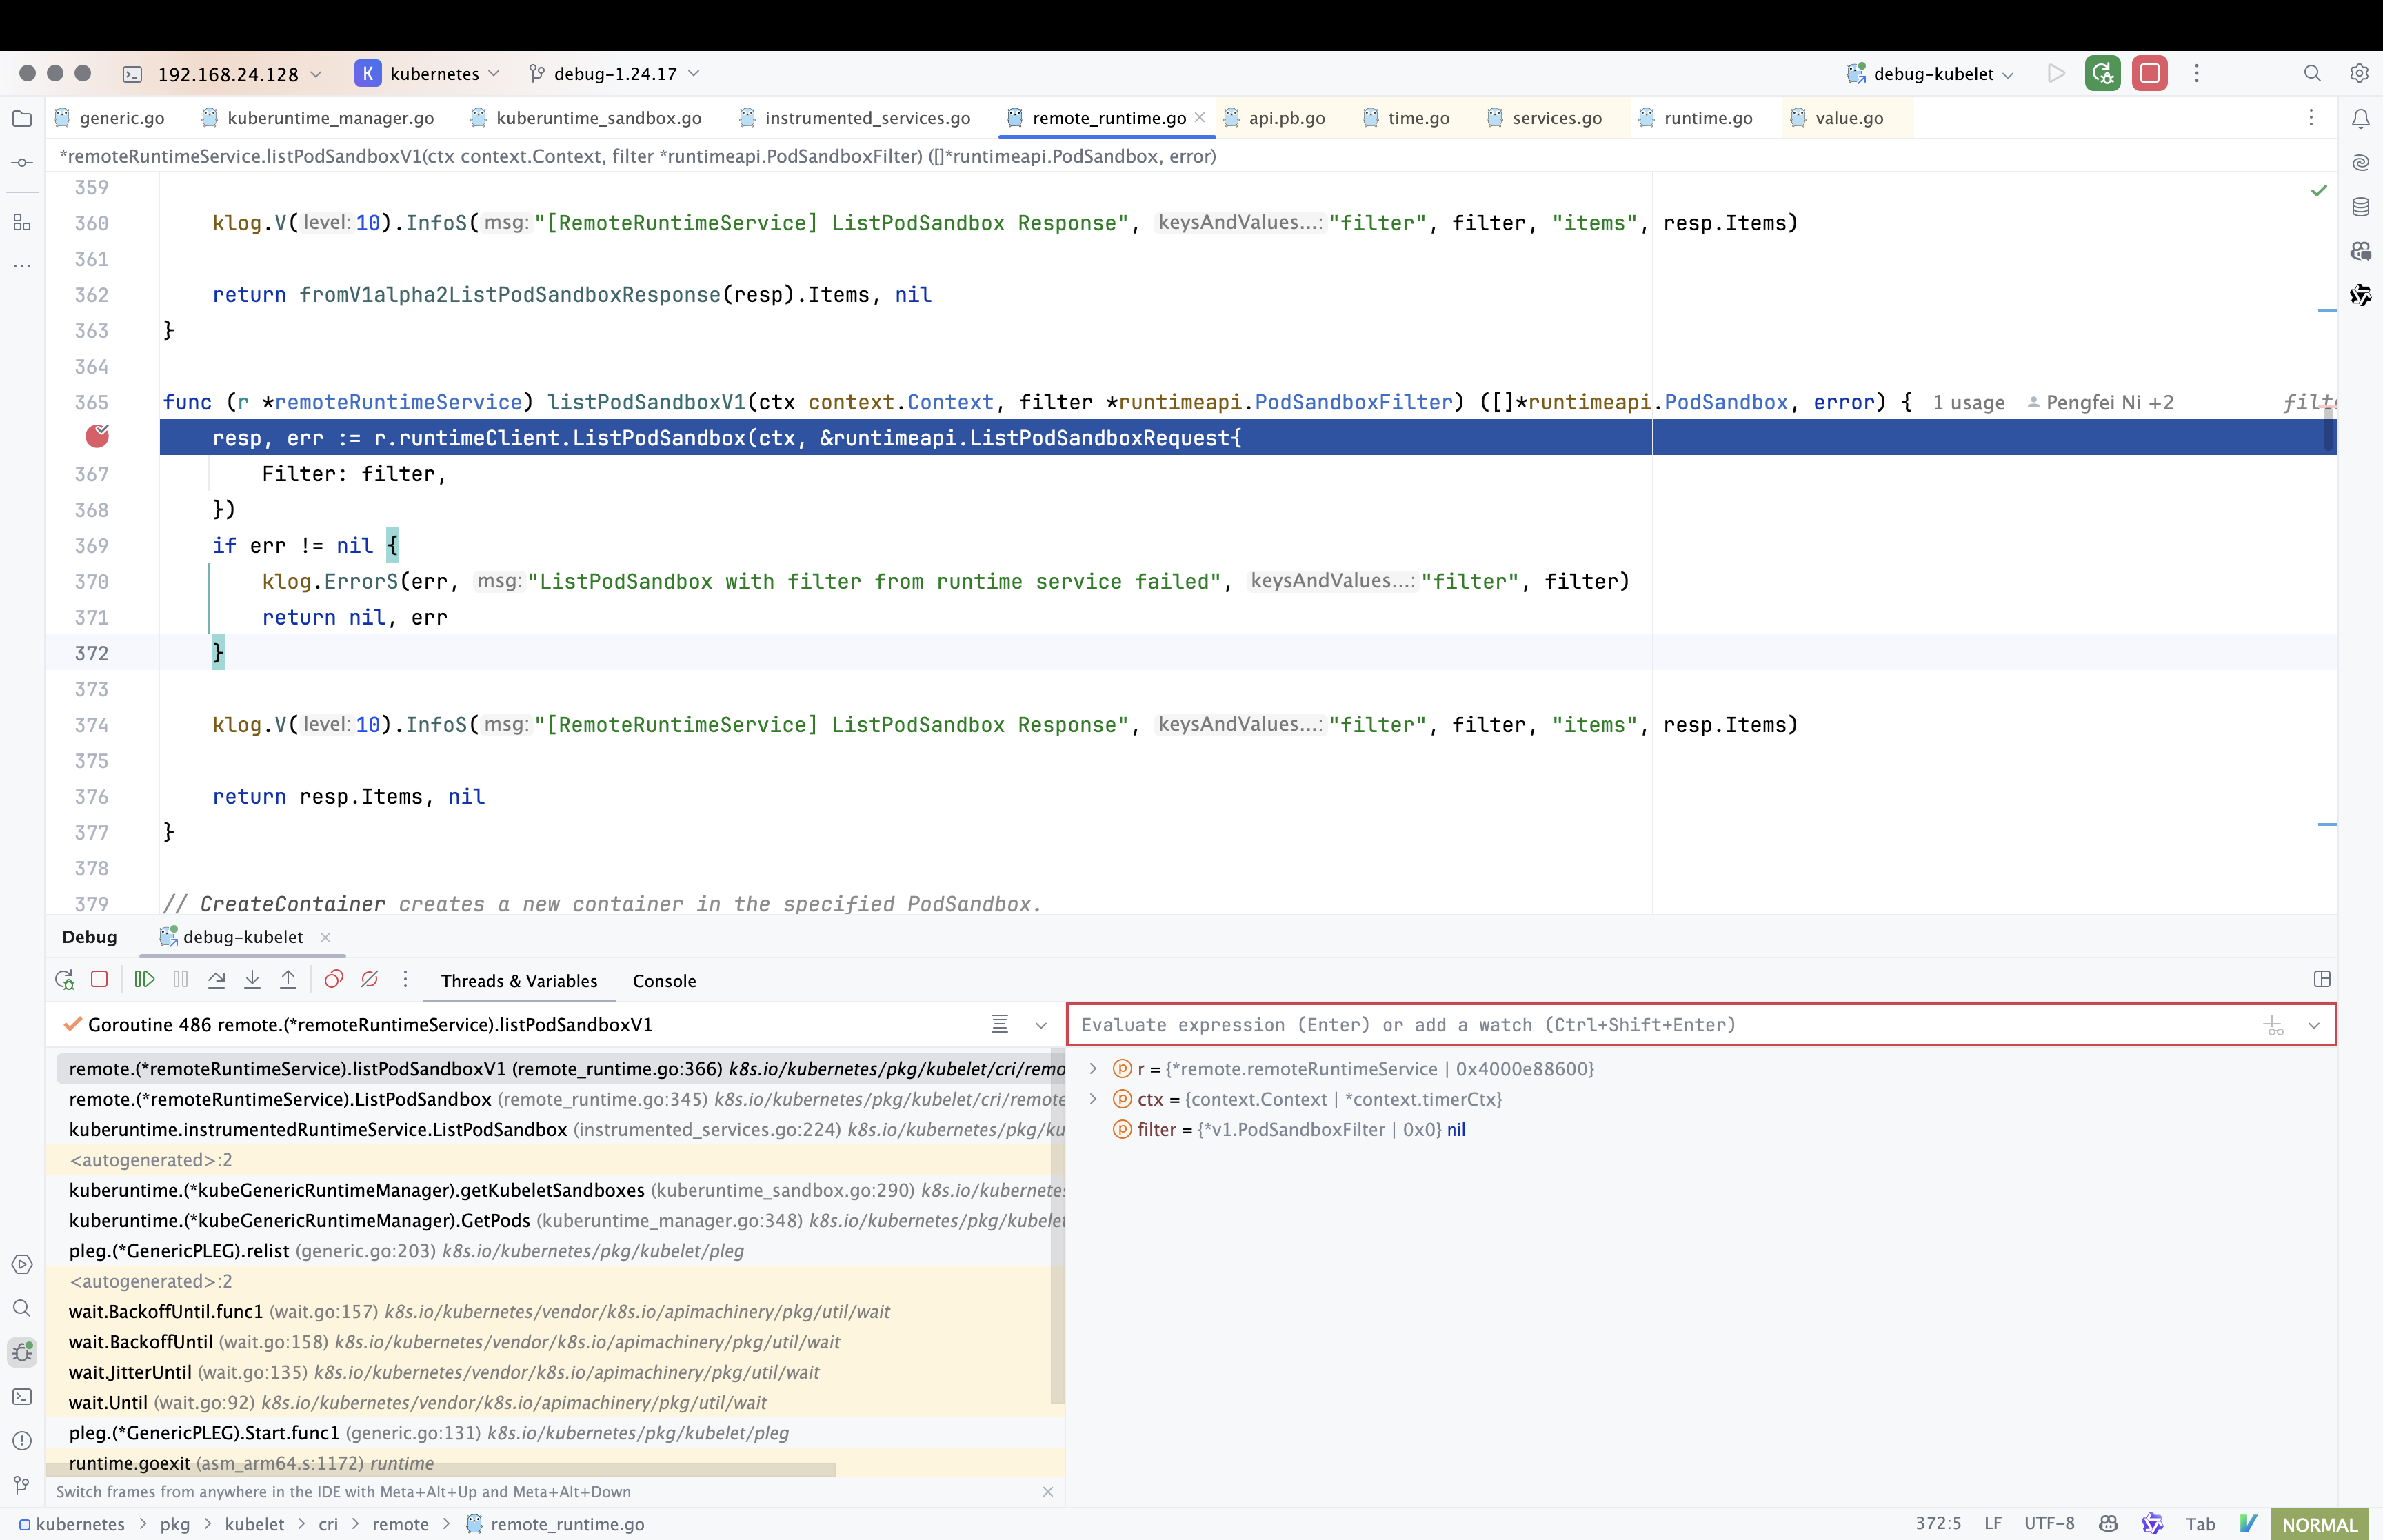 192.168.24.128 K kubernetes debug-1.24.17 debug-kubelet
generic.go kuberuntime_manager.go kuberuntime_sandbox.go instrumented_services.go remote_runtime.go api.pb.go time.go services.go runtime.go value.go
*remoteRuntimeService.listPodSandboxV1(ctx context.Context, filter *runtimeapi.PodSandboxFilter) ([]*runtimeapi.PodSandbox, error)
359
360 klog.V( level: 10).InfoS( msg: "[RemoteRuntimeService] ListPodSandbox Response", keysAndValues...: "filter", filter, "items", resp.Items)
361
362 return fromV1alpha2ListPodSandboxResponse(resp).Items, nil
363 }
364
365 func (r *remoteRuntimeService) listPodSandboxV1(ctx context.Context, filter *runtimeapi.PodSandboxFilter) ([]*runtimeapi.PodSandbox, error) { 1 usage Pengfei Ni +2
resp, err := r.runtimeClient.ListPodSandbox(ctx, &runtimeapi.ListPodSandboxRequest{
367 Filter: filter,
368 })
369 if err != nil {
370 klog.ErrorS(err, msg: "ListPodSandbox with filter from runtime service failed", keysAndValues...: "filter", filter)
371 return nil, err
372 }
373
374 klog.V( level: 10).InfoS( msg: "[RemoteRuntimeService] ListPodSandbox Response", keysAndValues...: "filter", filter, "items", resp.Items)
375
376 return resp.Items, nil
377 }
378
379 // CreateContainer creates a new container in the specified PodSandbox.
Debug debug-kubelet
Threads & Variables Console
Goroutine 486 remote.(*remoteRuntimeService).listPodSandboxV1
Evaluate expression (Enter) or add a watch (Ctrl+Shift+Enter)
remote.(*remoteRuntimeService).listPodSandboxV1 (remote_runtime.go:366) k8s.io/kubernetes/pkg/kubelet/cri/remo
remote.(*remoteRuntimeService).ListPodSandbox (remote_runtime.go:345) k8s.io/kubernetes/pkg/kubelet/cri/remote
kuberuntime.instrumentedRuntimeService.ListPodSandbox (instrumented_services.go:224) k8s.io/kubernetes/pkg/ku
<autogenerated>:2
kuberuntime.(*kubeGenericRuntimeManager).getKubeletSandboxes (kuberuntime_sandbox.go:290) k8s.io/kubernetes
kuberuntime.(*kubeGenericRuntimeManager).GetPods (kuberuntime_manager.go:348) k8s.io/kubernetes/pkg/kubelet
pleg.(*GenericPLEG).relist (generic.go:203) k8s.io/kubernetes/pkg/kubelet/pleg
<autogenerated>:2
wait.BackoffUntil.func1 (wait.go:157) k8s.io/kubernetes/vendor/k8s.io/apimachinery/pkg/util/wait
wait.BackoffUntil (wait.go:158) k8s.io/kubernetes/vendor/k8s.io/apimachinery/pkg/util/wait
wait.JitterUntil (wait.go:135) k8s.io/kubernetes/vendor/k8s.io/apimachinery/pkg/util/wait
wait.Until (wait.go:92) k8s.io/kubernetes/vendor/k8s.io/apimachinery/pkg/util/wait
pleg.(*GenericPLEG).Start.func1 (generic.go:131) k8s.io/kubernetes/pkg/kubelet/pleg
runtime.goexit (asm_arm64.s:1172) runtime
r = {*remote.remoteRuntimeService | 0x4000e88600}
ctx = {context.Context | *context.timerCtx}
filter = {*v1.PodSandboxFilter | 0x0} nil
Switch frames from anywhere in the IDE with Meta+Alt+Up and Meta+Alt+Down
kubernetes > pkg > kubelet > cri > remote > remote_runtime.go
372:5 LF UTF-8 Tab NORMAL